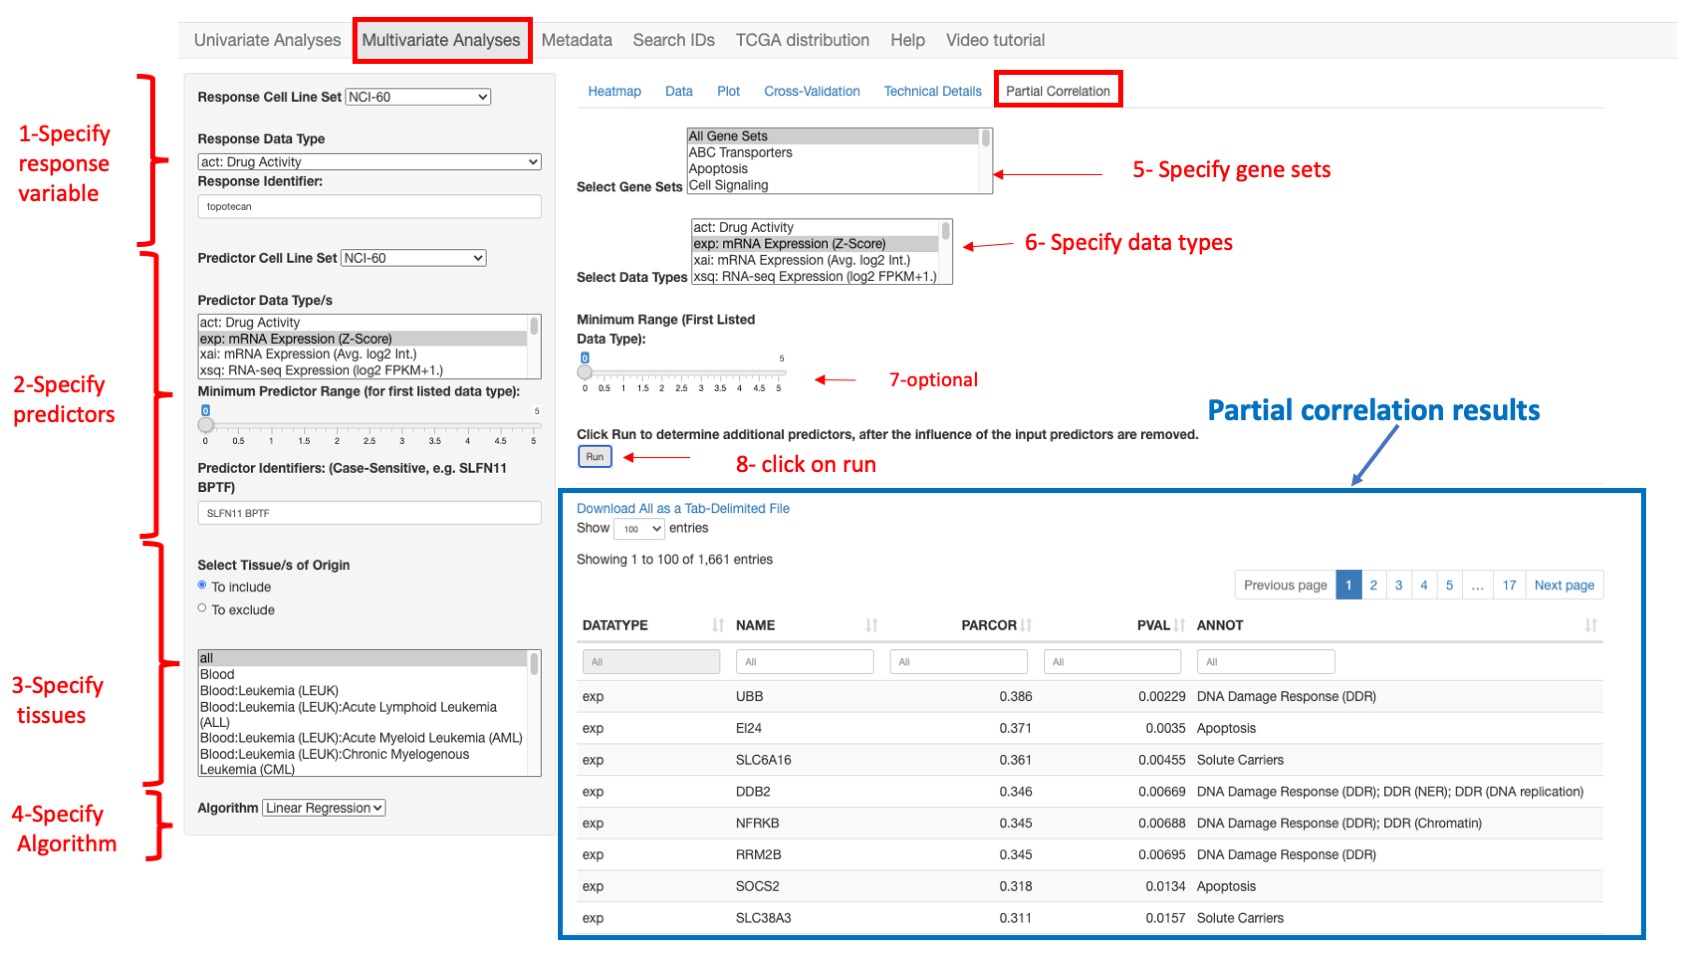 Univariate Analyses Multivariate Analyses Metadata Search IDs TCGA distribution Help Video tutorial
1-Specify
response
variable
Response Cell Line Set NCI-60
Response Data Type
act: Drug Activity
Response Identifier:
topotecan
2-Specify
predictors
Predictor Cell Line Set NCI-60
Predictor Data Type/s
act: Drug Activity
exp: mRNA Expression (Z-Score)
xai: mRNA Expression (Avg. log2 Int.)
xsq: RNA-seq Expression (log2 FPKM+1.)
Minimum Predictor Range (for first listed data type):
0 5
0 0.5 1 1.5 2 2.5 3 3.5 4 4.5 5
Predictor Identifiers: (Case-Sensitive, e.g. SLFN11
BPTF)
SLFN11 BPTF
3-Specify
tissues
Select Tissue/s of Origin
To include
To exclude
all
Blood
Blood:Leukemia (LEUK)
Blood:Leukemia (LEUK):Acute Lymphoid Leukemia
(ALL)
Blood:Leukemia (LEUK):Acute Myeloid Leukemia (AML)
Blood:Leukemia (LEUK):Chronic Myelogenous
Leukemia (CML)
4-Specify
Algorithm
Algorithm Linear Regression
Heatmap Data Plot Cross-Validation Technical Details Partial Correlation
All Gene Sets
ABC Transporters
Apoptosis
Select Gene Sets Cell Signaling
5- Specify gene sets
act: Drug Activity
exp: mRNA Expression (Z-Score)
xai: mRNA Expression (Avg. log2 Int.)
Select Data Types xsq: RNA-seq Expression (log2 FPKM+1.)
6- Specify data types
Minimum Range (First Listed
Data Type):
0 5
0 0.5 1 1.5 2 2.5 3 3.5 4 4.5 5
7-optional
Partial correlation results
Click Run to determine additional predictors, after the influence of the input predictors are removed.
Run
8- click on run
Download All as a Tab-Delimited File
Show 100 entries
Showing 1 to 100 of 1,661 entries
Previous page 1 2 3 4 5 ... 17 Next page
DATATYPE NAME PARCOR PVAL ANNOT
All All All All All
exp UBB 0.386 0.00229 DNA Damage Response (DDR)
exp EI24 0.371 0.0035 Apoptosis
exp SLC6A16 0.361 0.00455 Solute Carriers
exp DDB2 0.346 0.00669 DNA Damage Response (DDR); DDR (NER); DDR (DNA replication)
exp NFRKB 0.345 0.00688 DNA Damage Response (DDR); DDR (Chromatin)
exp RRM2B 0.345 0.00695 DNA Damage Response (DDR)
exp SOCS2 0.318 0.0134 Apoptosis
exp SLC38A3 0.311 0.0157 Solute Carriers